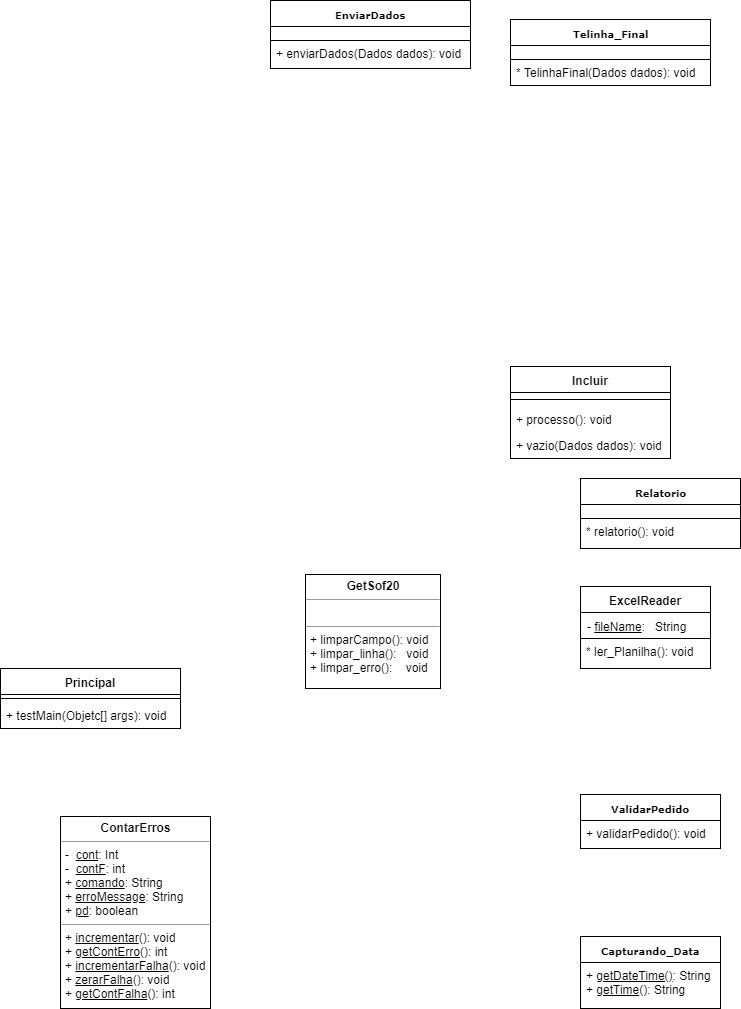 EnviarDados
+ enviarDados(Dados dados): void
Telinha_Final
* TelinhaFinal(Dados dados): void
Incluir
+ processo(): void
+ vazio(Dados dados): void
Relatorio
* relatorio(): void
GetSof20
+ limparCampo(): void
+ limpar_linha(): void
+ limpar_erro(): void
ExcelReader
- fileName: String
* ler_Planilha(): void
Principal
+ testMain(Objetc[] args): void
ValidarPedido
+ validarPedido(): void
ContarErros
- cont: Int
- contF: int
+ comando: String
+ erroMessage: String
+ pd: boolean
+ incrementar(): void
+ getContErro(): int
+ incrementarFalha(): void
+ zerarFalha(): void
+ getContFalha(): int
Capturando_Data
+ getDateTime(): String
+ getTime(): String